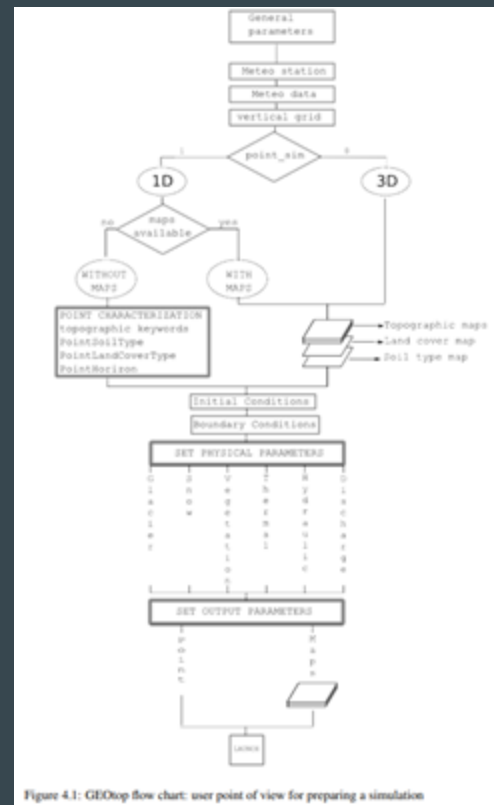 General
parameters
Meteo station
Meteo data
vertical grid
point_sim
1D
3D
maps
available
no
yes
WITHOUT
MAPS
WITH
MAPS
POINT CHARACTERIZATION
topographic keywords
PointSoilType
PointLandCoverType
PointHorizon
Topographic maps
Land cover map
Soil type map
Initial Conditions
Boundary Conditions
SET PHYSICAL PARAMETERS
Glacier
Snow
Vegetation
Thermal
Hydraulic
Discharge
SET OUTPUT PARAMETERS
Point
Maps
Figure 4.1: GEOtop flow chart: user point of view for preparing a simulation